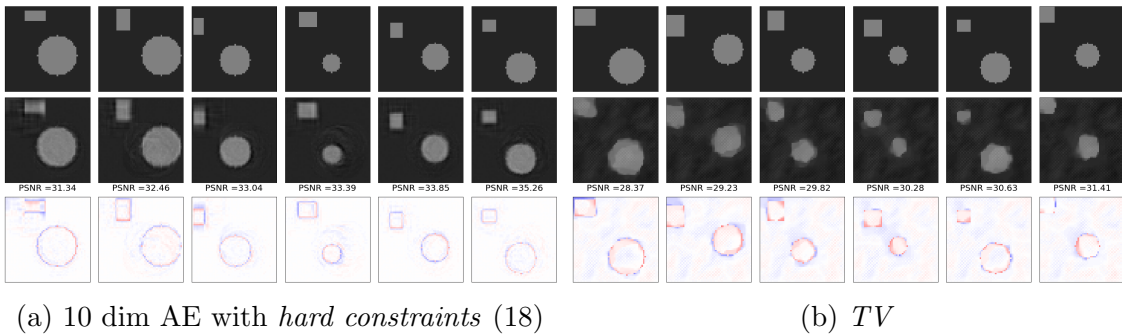 PSNR =31.34 PSNR =32.46 PSNR =33.04 PSNR =33.39 PSNR =33.85 PSNR =35.26 PSNR =28.37 PSNR =29.23 PSNR =29.82 PSNR =30.28 PSNR =30.63 PSNR =31.41
(a) 10 dim AE with hard constraints (18) (b) TV